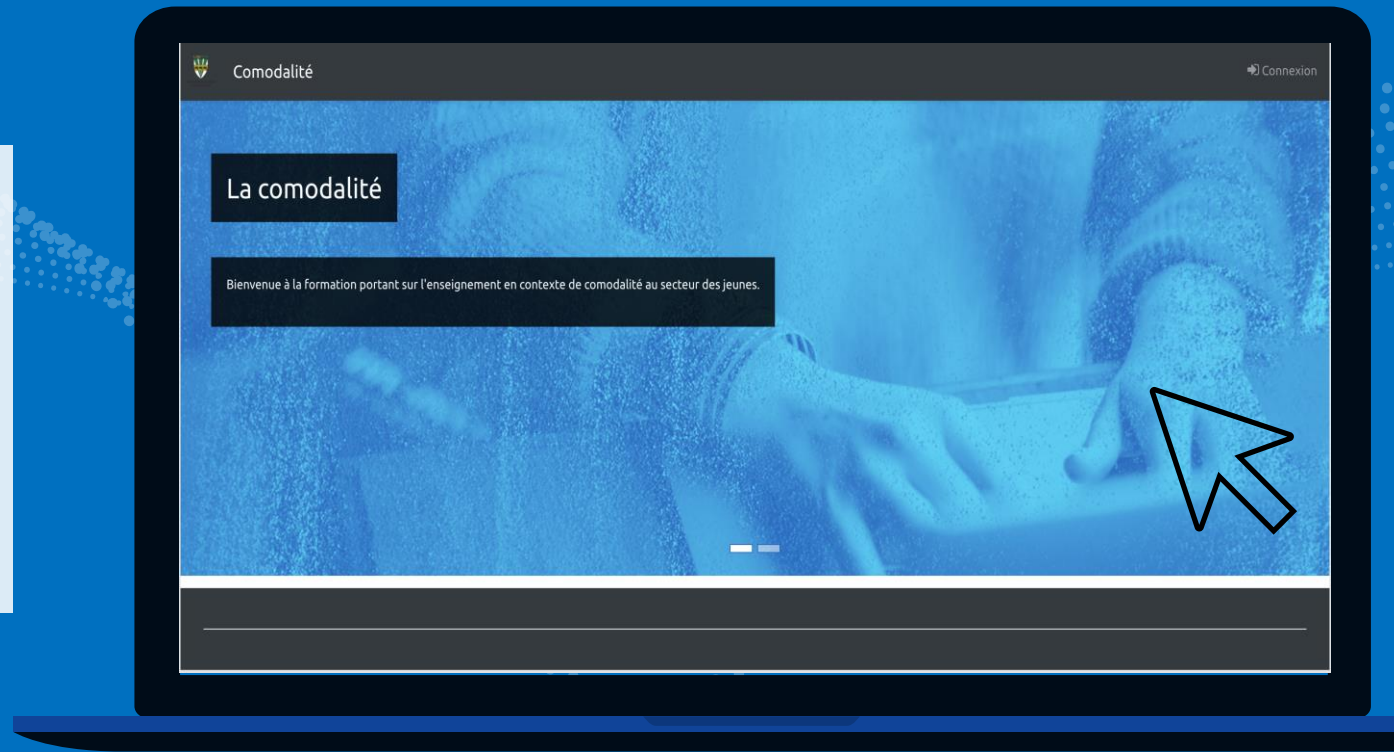 Comodalité
Connexion
La comodalité
Bienvenue à la formation portant sur l'enseignement en contexte de comodalité au secteur des jeunes.